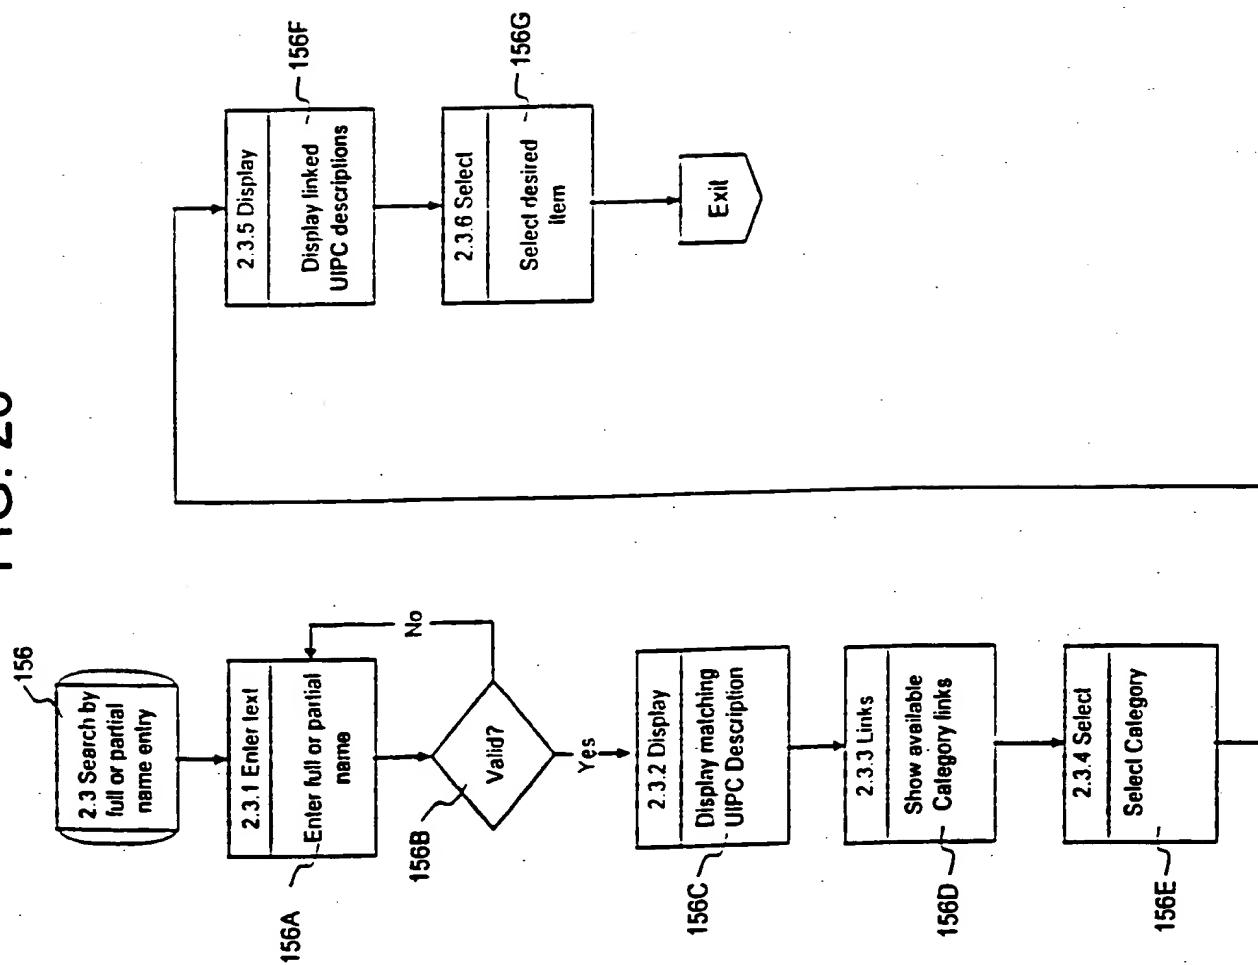 156
2.3 Search by
full or partial
name entry
2.3.1 Enter text
Enter full or partial
name
156A
Valid?
156B
No
Yes
2.3.2 Display
Display matching
UIPC Description
156C
2.3.3 Links
Show available
Category links
156D
2.3.4 Select
Select Category
156E
2.3.5 Display
Display linked
UIPC descriptions
156F
2.3.6 Select
Select desired
item
156G
Exit